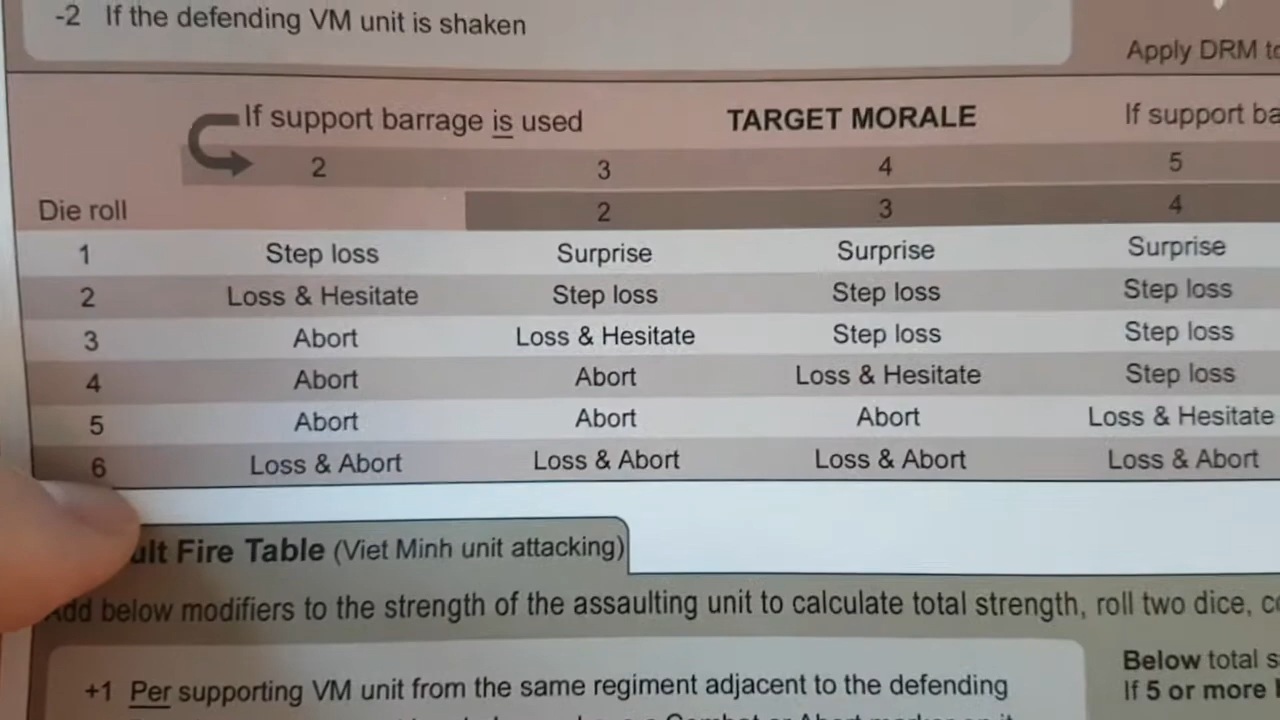 -2 If the defending VM unit is shaken
Apply DRM
If support barrage is used TARGET MORALE If support
2 3 4 5
Die roll 2 3 4
1 Step loss Surprise Surprise Surprise
2 Loss & Hesitate Step loss Step loss Step loss
3 Abort Loss & Hesitate Step loss Step loss
4 Abort Abort Loss & Hesitate Step loss
5 Abort Abort Abort Loss & Hesitate
6 Loss & Abort Loss & Abort Loss & Abort Loss & Abort
Fire Table (Viet Minh unit attacking)
Add below modifiers to the strength of the assaulting unit to calculate total strength, roll two dice,
+1 Per supporting VM unit from the same regiment adjacent to the defending
Below total
If 5 or more